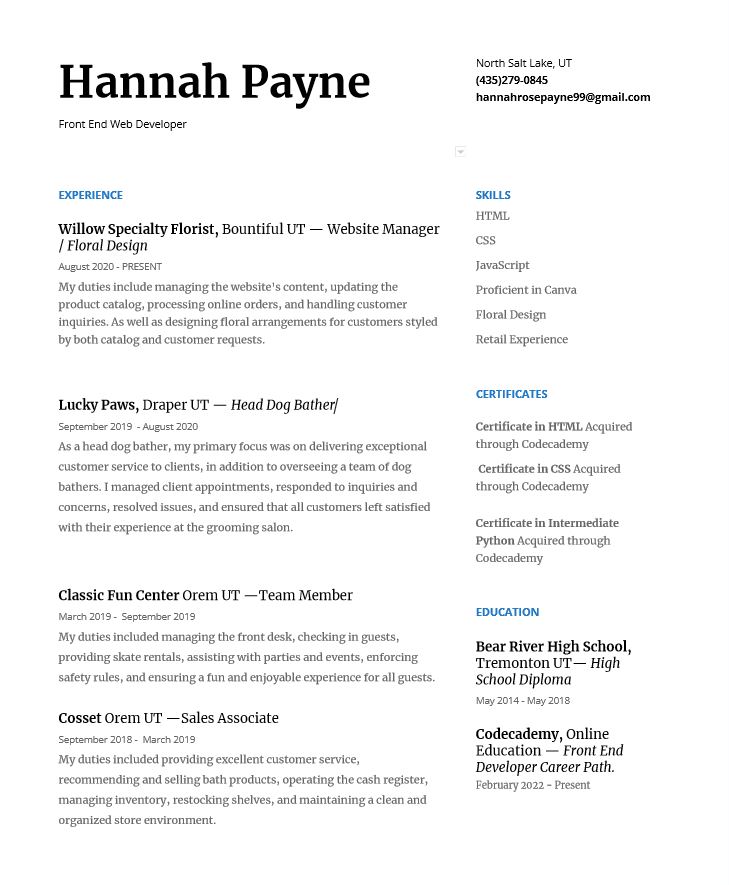 Hannah Payne
Front End Web Developer
North Salt Lake, UT
(435)279-0845
hannahrosepayne99@gmail.com
EXPERIENCE
Willow Specialty Florist, Bountiful UT — Website Manager
/ Floral Design
August 2020 - PRESENT
My duties include managing the website's content, updating the
product catalog, processing online orders, and handling customer
inquiries. As well as designing floral arrangements for customers styled
by both catalog and customer requests.
Lucky Paws, Draper UT — Head Dog Bather/
September 2019 - August 2020
As a head dog bather, my primary focus was on delivering exceptional
customer service to clients, in addition to overseeing a team of dog
bathers. I managed client appointments, responded to inquiries and
concerns, resolved issues, and ensured that all customers left satisfied
with their experience at the grooming salon.
Classic Fun Center Orem UT —Team Member
March 2019 - September 2019
My duties included managing the front desk, checking in guests,
providing skate rentals, assisting with parties and events, enforcing
safety rules, and ensuring a fun and enjoyable experience for all guests.
Cosset Orem UT —Sales Associate
September 2018 - March 2019
My duties included providing excellent customer service,
recommending and selling bath products, operating the cash register,
managing inventory, restocking shelves, and maintaining a clean and
organized store environment.
SKILLS
HTML
CSS
JavaScript
Proficient in Canva
Floral Design
Retail Experience
CERTIFICATES
Certificate in HTML Acquired
through Codecademy
Certificate in CSS Acquired
through Codecademy
Certificate in Intermediate
Python Acquired through
Codecademy
EDUCATION
Bear River High School,
Tremonton UT— High
School Diploma
May 2014 - May 2018
Codecademy, Online
Education — Front End
Developer Career Path.
February 2022 - Present